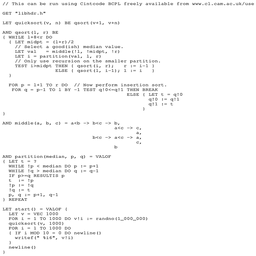 // This can be run using Cintcode BCPL freely available from www.cl.cam.ac.uk/use
GET "libhdr.h"
LET quicksort(v, n) BE qsort(v+1, v+n)
AND qsort(l, r) BE
{ WHILE l+8<r DO
{ LET midpt = (l+r)/2
// Select a good(ish) median value.
LET val = middle(!l, !midpt, !r)
LET i = partition(val, l, r)
// Only use recursion on the smaller partition.
TEST i>midpt THEN { qsort(i, r); r := i-1 }
ELSE { qsort(l, i-1); l := i }
}
FOR p = l+1 TO r DO // Now perform insertion sort.
FOR q = p-1 TO l BY -1 TEST q!0<=q!1 THEN BREAK
ELSE { LET t = q!0
q!0 := q!1
q!1 := t
}
}
AND middle(a, b, c) = a<b -> b<c -> b,
a<c -> c,
a,
b<c -> a<c -> a,
c,
b
AND partition(median, p, q) = VALOF
{ LET t = ?
WHILE !p < median DO p := p+1
WHILE !q > median DO q := q-1
IF p>=q RESULTIS p
t := !p
!p := !q
!q := t
p, q := p+1, q-1
} REPEAT
LET start() = VALOF {
LET v = VEC 1000
FOR i = 1 TO 1000 DO v!i := randno(1_000_000)
quicksort(v, 1000)
FOR i = 1 TO 1000 DO
{ IF i MOD 10 = 0 DO newline()
writef(" %i6", v!i)
}
newline()
}